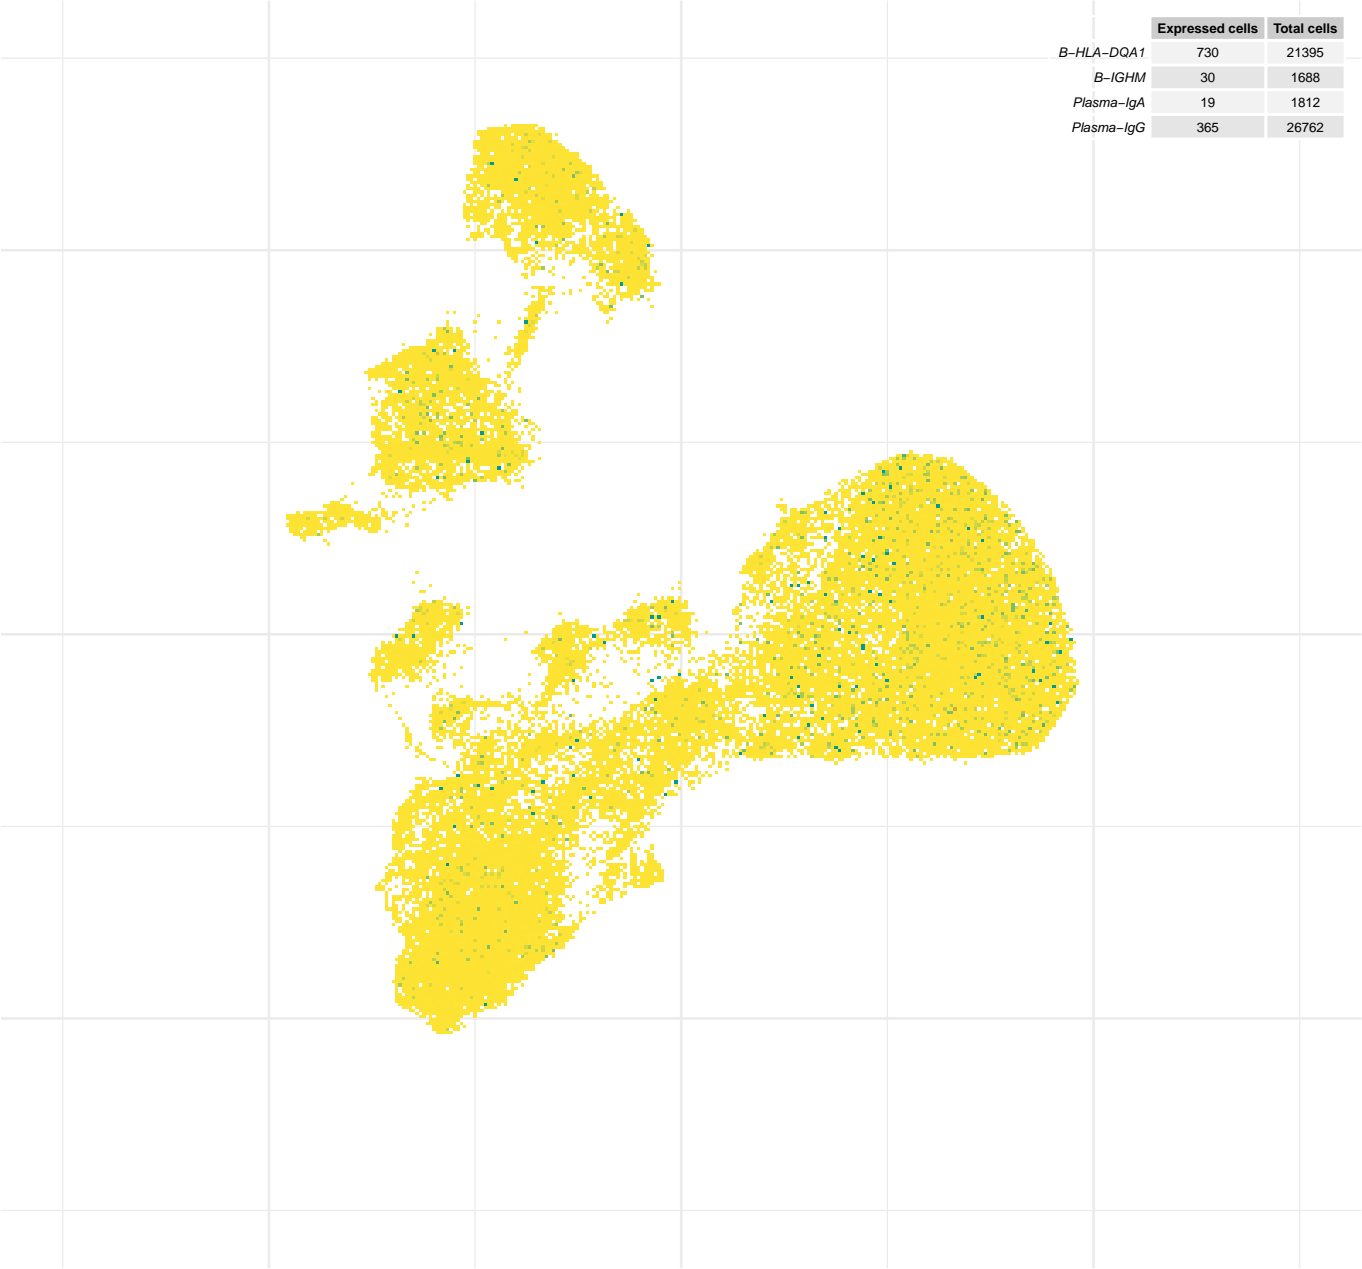 Expressed cells Total cells
B−HLA−DQA1 730 21395
B−IGHM 30 1688
Plasma−IgA 19 1812
Plasma−IgG 365 26762